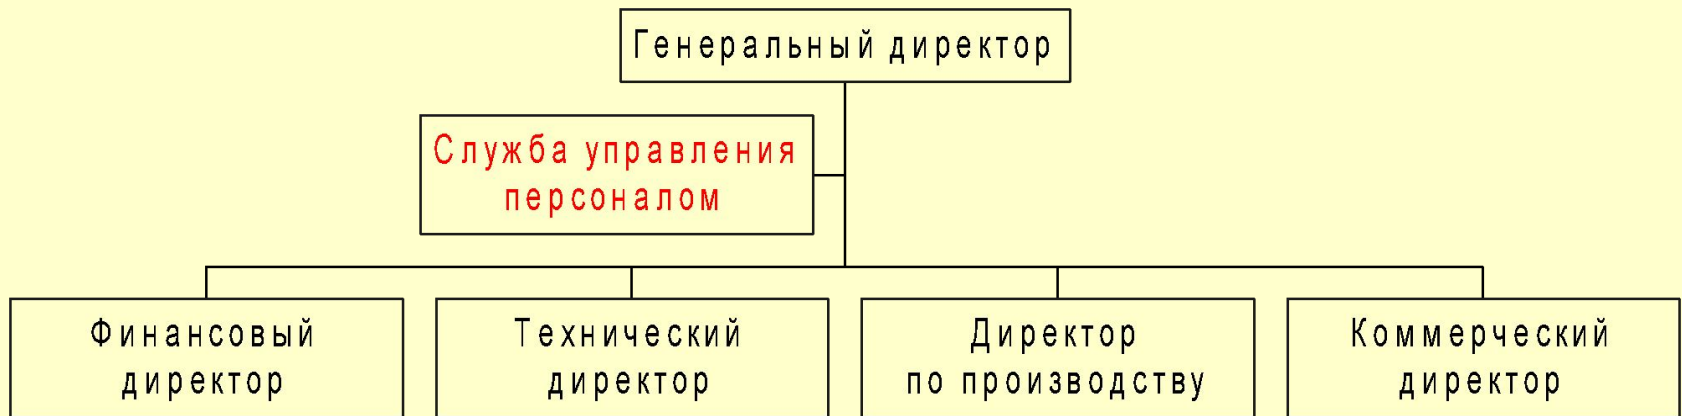 Генеральный директор
Служба управления
персоналом
Финансовый
директор
Технический
директор
Директор
по производству
Коммерческий
директор